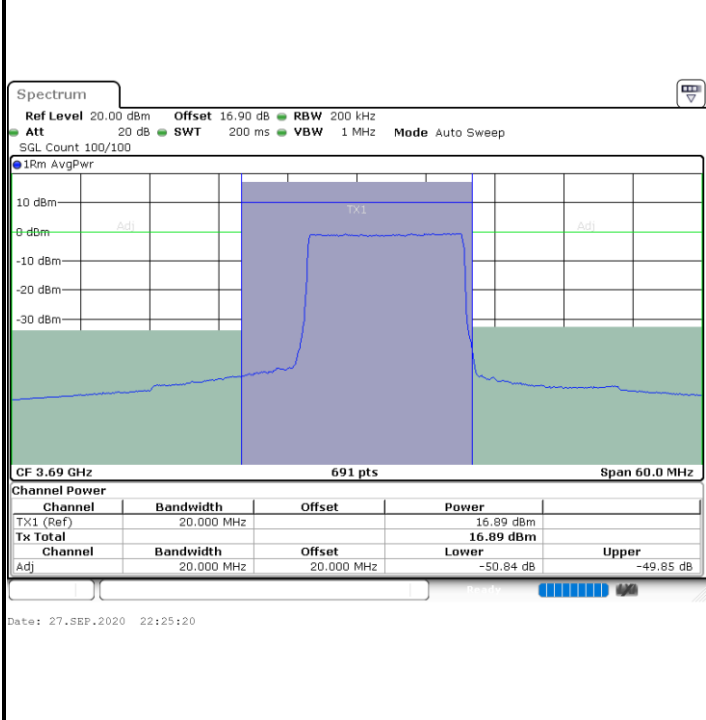 Spectrum
Ref Level 20.00 dBm Offset 16.90 dB RBW 200 kHz
Att 20 dB SWT 200 ms VBW 1 MHz Mode Auto Sweep
SGL Count 100/100
1Rm AvgPwr
10 dBm
TX1
Adj Adj
0 dBm
-10 dBm
-20 dBm
-30 dBm
CF 3.69 GHz 691 pts Span 60.0 MHz
Channel Power
Channel Bandwidth Offset Power
TX1 (Ref) 20.000 MHz 16.89 dBm
Tx Total 16.89 dBm
Channel Bandwidth Offset Lower Upper
Adj 20.000 MHz 20.000 MHz -50.84 dB -49.85 dB
Ready
Date: 27.SEP.2020 22:25:20